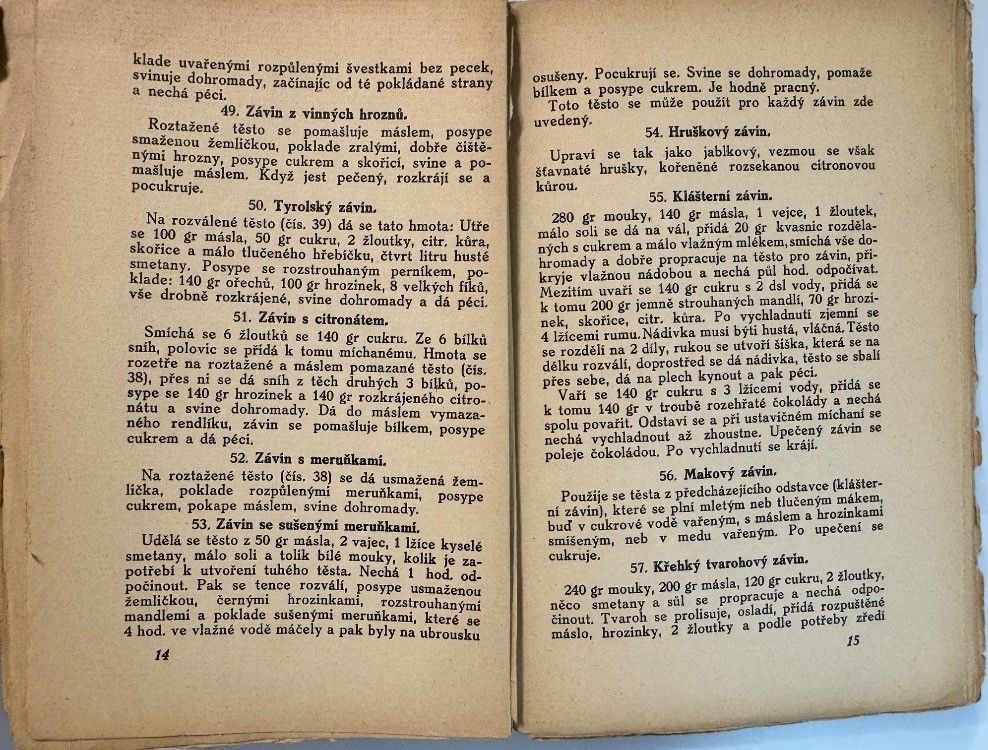 klade uvařenými rozpůlenými švestkami bez pecek,
svinuje dohromady, začínajíc od té pokládané strany
a nechá péci.
49. Závin z vinných hroznů.
Roztažené těsto se pomašluje máslem, posype
smaženou žemličkou, poklade zralými, dobře čiště-
nými hrozny, posype cukrem a skořicí, svine a po-
mašluje máslem. Když jest pečený, rozkrájí se a
pocukruje.
50. Tyrolský závin.
Na rozválené těsto (čís. 39) dá se tato hmota: Utře
se 100 gr másla, 50 gr cukru, 2 žloutky, citr. kůra,
skořice a málo tlučeného hřebíčku, čtvrt litru husté
smetany. Posype se rozstrouhaným perníkem, po-
klade: 140 gr ořechů, 100 gr hrozinek, 8 velkých fíků,
vše drobně rozkrájené, svine dohromady a dá péci.
51. Závin s citronátem.
Smíchá se 6 žloutků se 140 gr cukru. Ze 6 bílků
sníh, polovic se přidá k tomu míchanému. Hmota se
rozetře na roztažené a máslem pomazané těsto (čís.
38), přes ni se dá sníh z těch druhých 3 bílků, po-
sype se 140 gr hrozinek a 140 gr rozkrájeného citro-
nátu a svine dohromady. Dá do máslem vymaza-
ného rendlíku, závin se pomašluje bílkem, posype
cukrem a dá péci.
52. Závin s meruňkami.
Na roztažené těsto (čís. 38) se dá usmažená žem-
lička, poklade rozpůlenými meruňkami, posype
cukrem, pokape máslem, svine dohromady.
53. Závin se sušenými meruňkami.
Udělá se těsto z 50 gr másla, 2 vajec, 1 lžíce kyselé
smetany, málo soli a tolik bílé mouky, kolik je za-
potřebí k utvoření tuhého těsta. Nechá 1 hod. od-
počinout. Pak se tence rozválí, posype usmaženou
žemličkou, černými hrozinkami, rozstrouhanými
mandlemi a poklade sušenými meruňkami, které se
4 hod. ve vlažné vodě máčely a pak byly na ubrousku
14
osušeny. Pocukrují se. Svine se dohromady, pomaže
bílkem a posype cukrem. Je hodně pracný.
Toto těsto se může použít pro každý závin zde
uvedený.
54. Hruškový závin.
Upraví se tak jako jablkový, vezmou se však
šťavnaté hrušky, kořeněné rozsekanou citronovou
kůrou.
55. Klášterní závin.
280 gr mouky, 140 gr másla, 1 vejce, 1 žloutek,
málo soli se dá na vál, přidá 20 gr kvasnic rozděla-
ných s cukrem a málo vlažným mlékem, smíchá vše do-
hromady a dobře propracuje na těsto pro závin, při-
kryje vlažnou nádobou a nechá půl hod. odpočívat.
Mezitím uvaří se 140 gr cukru s 2 dsl vody, přidá se
k tomu 200 gr jemně strouhaných mandlí, 70 gr hrozi-
nek, skořice, citr. kůra. Po vychladnutí zjemní se
4 lžícemi rumu. Nádivka musí býti hustá, vláčná. Těsto
se rozdělí na 2 díly, rukou se utvoří šiška, která se na
délku rozválí, doprostřed se dá nádivka, těsto se sbalí
přes sebe, dá na plech kynout a pak péci.
Vaří se 140 gr cukru s 3 lžícemi vody, přidá se
k tomu 140 gr v troubě rozehřaté čokolády a nechá
spolu povařit. Odstaví se a při ustavičném míchaní se
nechá vychladnout až zhoustne. Upečený závin se
poleje čokoládou. Po vychladnutí se krájí.
56. Makový závin.
Použije se těsta z předcházejícího odstavce (klášter-
ní závin), které se plní mletým neb tlučeným mákem,
buď v cukrové vodě vařeným, s máslem a hrozinkami
smíšeným, neb v medu vařeným. Po upečení se
cukruje.
57. Křehký tvarohový závin.
240 gr mouky, 200 gr másla, 120 gr cukru, 2 žloutky,
poněco smetany a sůl se propracuje a nechá odpo-
činout. Tvaroh se prolisuje, osladí, přidá rozpuštěné
máslo, hrozinky, 2 žloutky a podle potřeby zředí
15